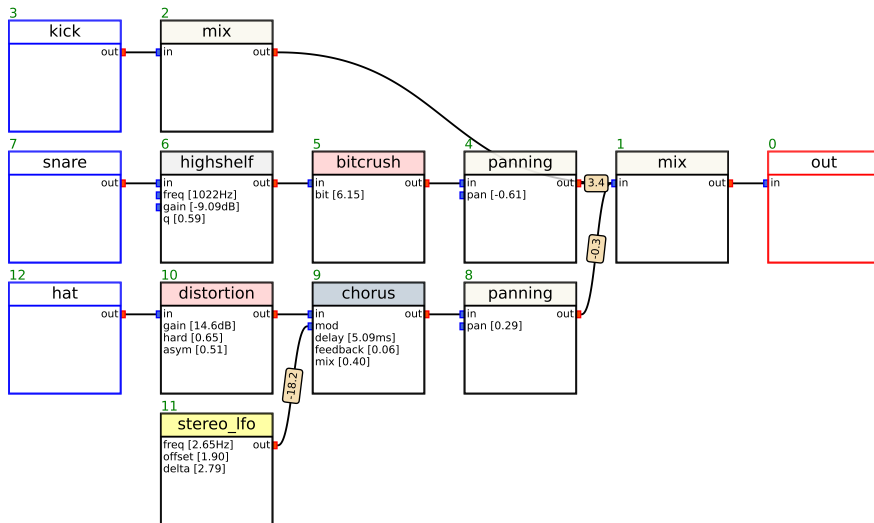 3
kick
out
2
mix
in
out
7
snare
out
6
highshelf
in
out
freq [1022Hz]
gain [-9.09dB]
q [0.59]
5
bitcrush
in
out
bit [6.15]
4
panning
in
out
pan [-0.61]
3.4
1
mix
in
out
0
out
in
12
hat
out
10
distortion
in
out
gain [14.6dB]
hard [0.65]
asym [0.51]
9
chorus
in
out
mod
delay [5.09ms]
feedback [0.06]
mix [0.40]
8
panning
in
out
pan [0.29]
-0.3
-18.2
11
stereo_lfo
freq [2.65Hz]
out
offset [1.90]
delta [2.79]